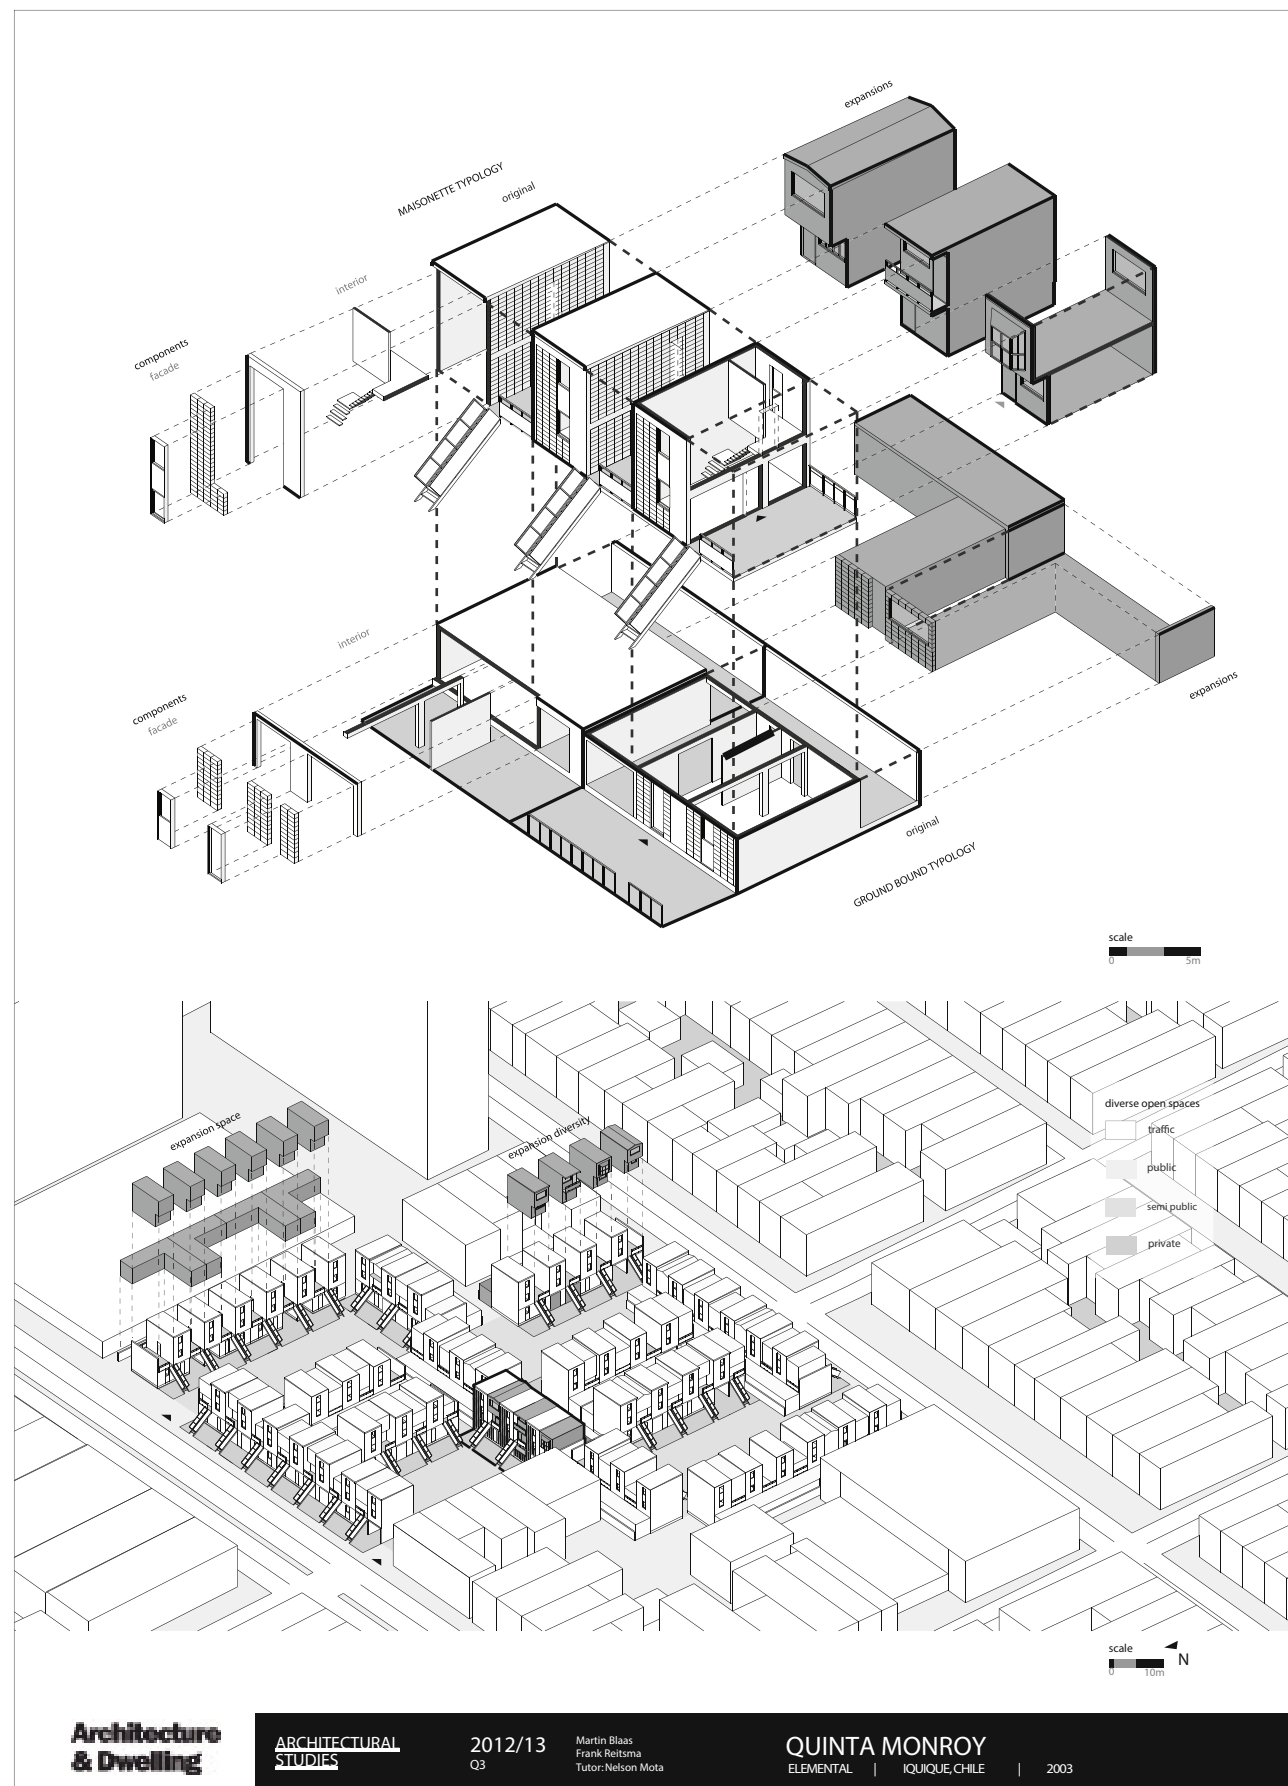 expansions
MAISONETTE TYPOLOGY
original
interior
components
facade
interior
components
facade
expansions
original
GROUND BOUND TYPOLOGY
scale
0 5m
expansion space
expansion diversity
diverse open spaces
traffic
public
semi public
private
scale
0 10m
N
Architecture
& Dwelling
ARCHITECTURAL
STUDIES
2012/13
Q3
Martin Blaas
Frank Reitsma
Tutor: Nelson Mota
QUINTA MONROY
ELEMENTAL | IQUIQUE, CHILE | 2003